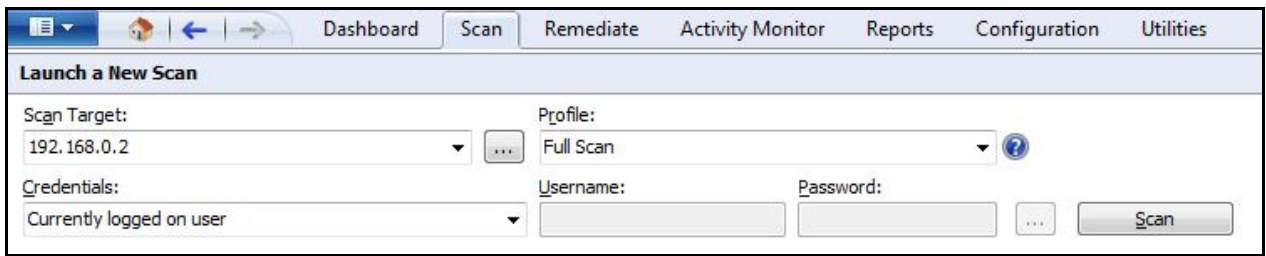 Dashboard Scan Remediate Activity Monitor Reports Configuration Utilities
Launch a New Scan
Scan Target: Profile:
192.168.0.2 ... Full Scan ?
Credentials: Username: Password:
Currently logged on user ... Scan